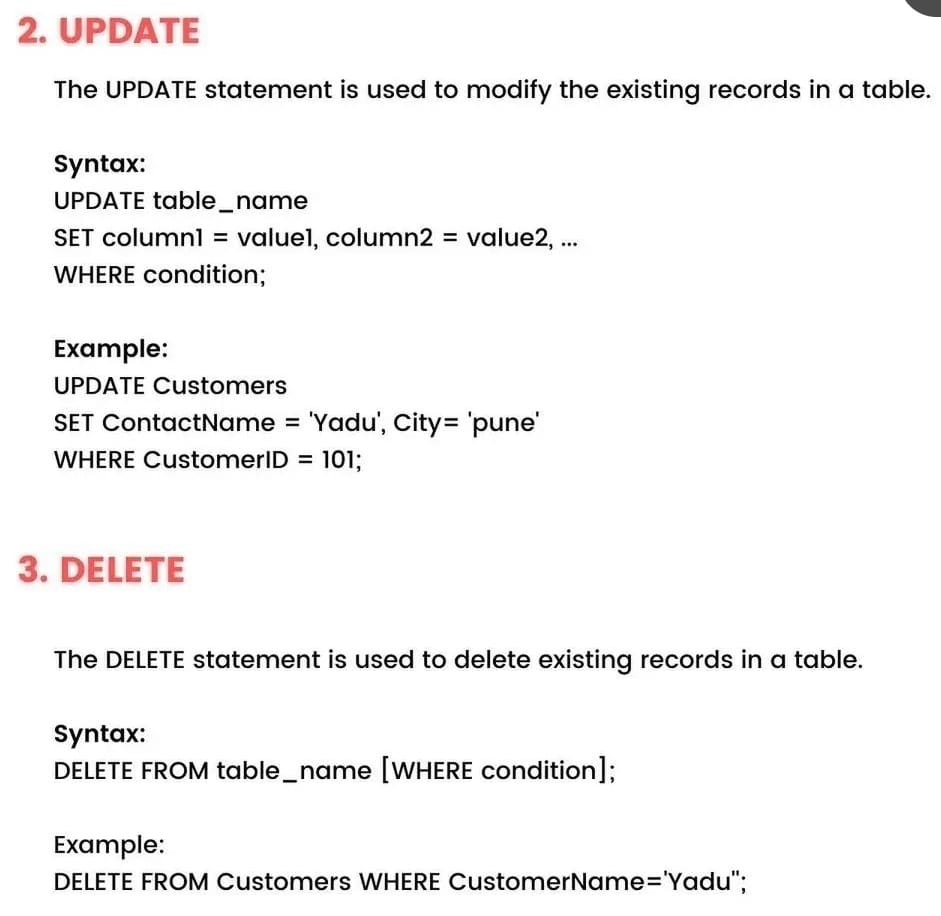 2. UPDATE
The UPDATE statement is used to modify the existing records in a table.
Syntax:
UPDATE table_name
SET column1 = value1, column2 = value2, ...
WHERE condition;
Example:
UPDATE Customers
SET ContactName = 'Yadu', City= 'pune'
WHERE CustomerID = 101;
3. DELETE
The DELETE statement is used to delete existing records in a table.
Syntax:
DELETE FROM table_name [WHERE condition];
Example:
DELETE FROM Customers WHERE CustomerName='Yadu";